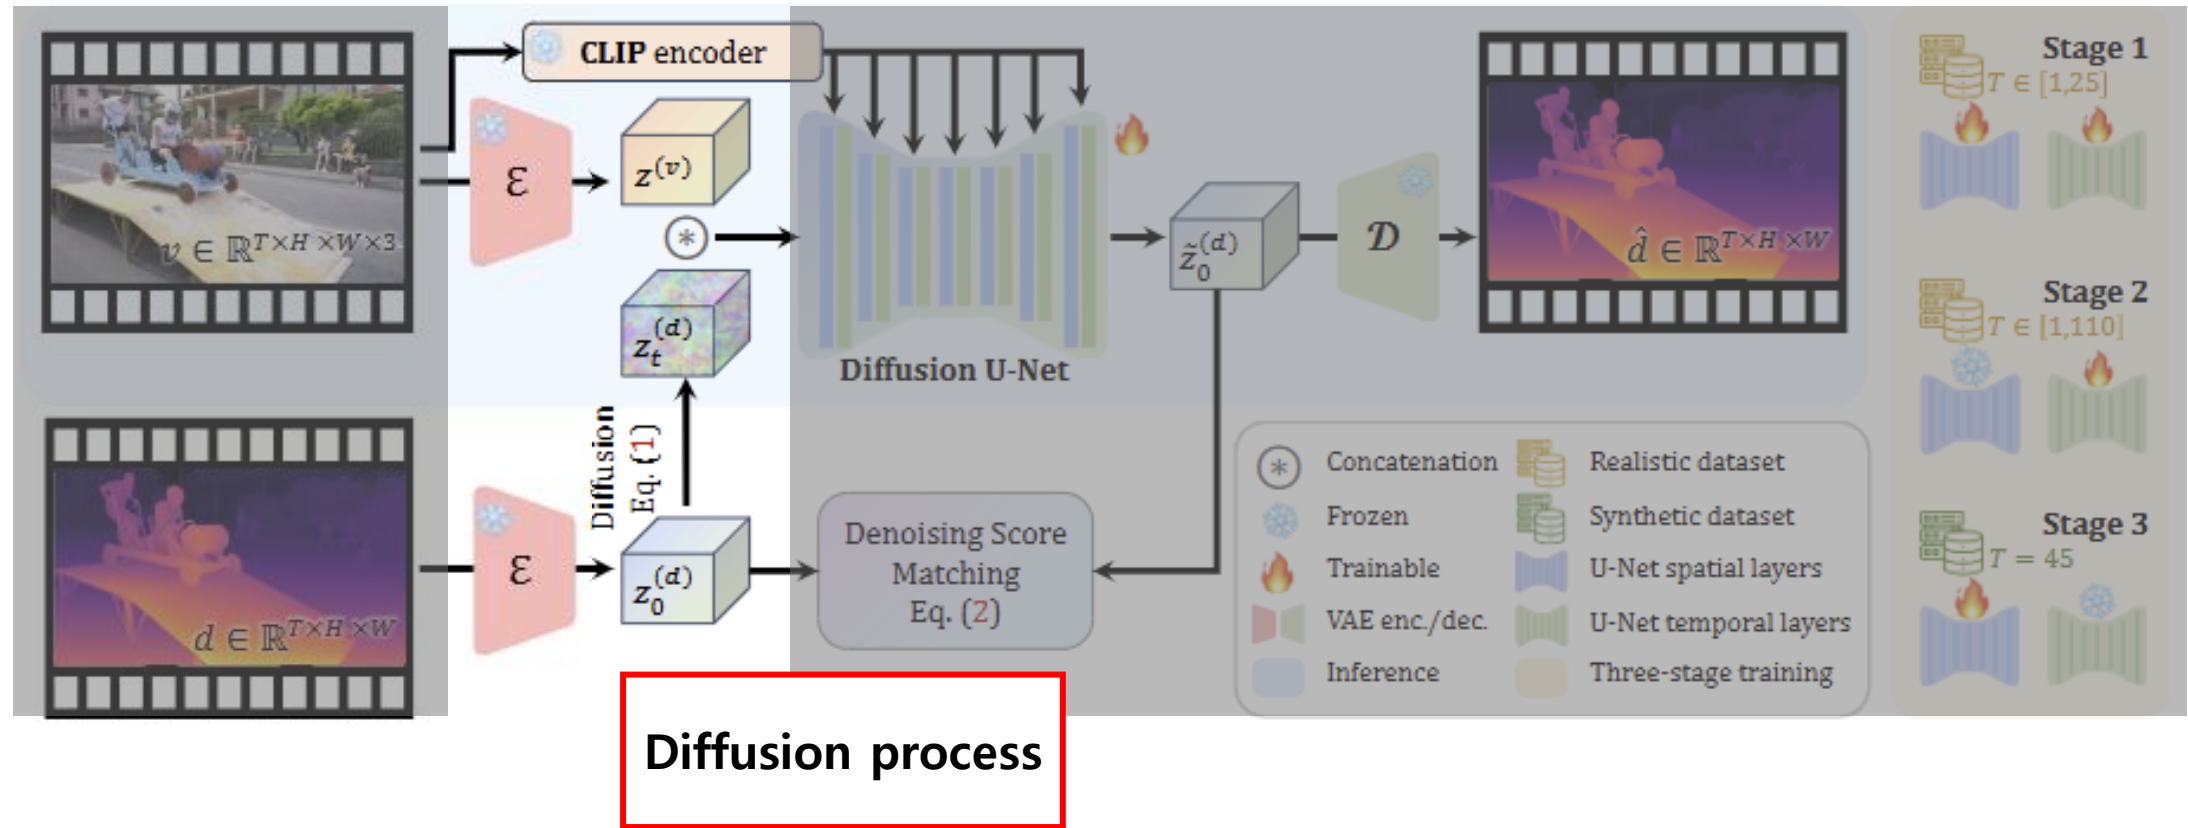 CLIP encoder
ℰ
z^(v)
v ∈ ℝ^{T×H×W×3}
*
z_t^(d)
Diffusion
Eq. (1)
d ∈ ℝ^{T×H×W}
ℰ
z_0^(d)
Diffusion U-Net
z̃_0^(d)
𝒟
d̂ ∈ ℝ^{T×H×W}
Denoising Score
Matching
Eq. (2)
* Concatenation
Frozen
Trainable
VAE enc./dec.
Inference
Realistic dataset
Synthetic dataset
U-Net spatial layers
U-Net temporal layers
Three-stage training
Stage 1
T ∈ [1,25]
Stage 2
T ∈ [1,110]
Stage 3
T = 45
Diffusion process